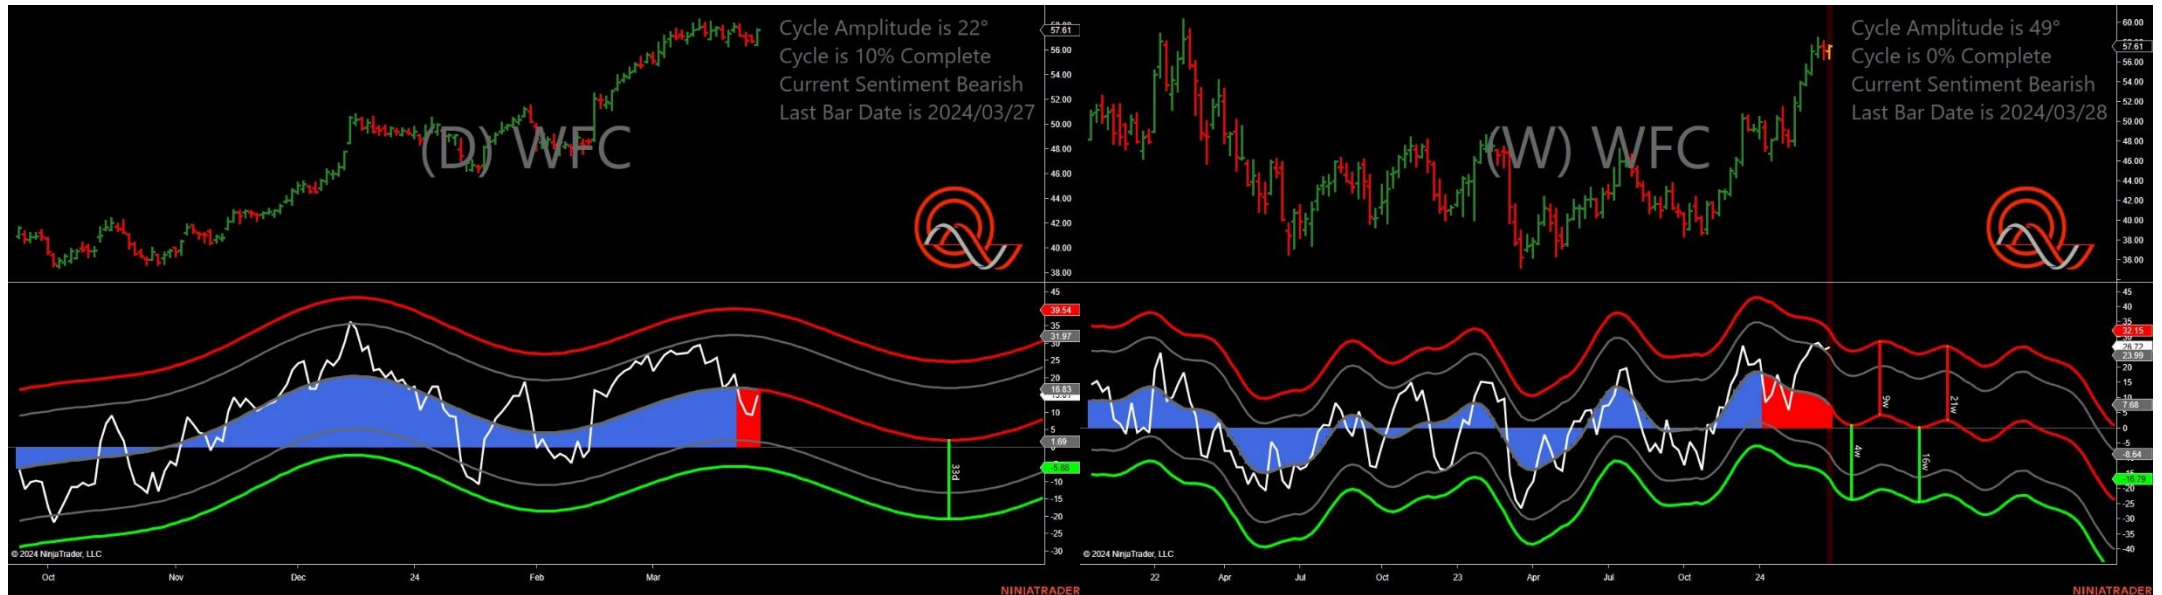 Cycle Amplitude is 22°
Cycle is 10% Complete
Current Sentiment Bearish
Last Bar Date is 2024/03/27
(D) WFC
57.61
56.00
54.00
52.00
50.00
48.00
46.00
44.00
42.00
40.00
38.00
45
39.54
35
31.97
30
25
20
16.83
10
5
1.69
-5.88
-10
-15
-20
-25
-30
33d
© 2024 NinjaTrader, LLC
Oct Nov Dec 24 Feb Mar
NINJATRADER
Cycle Amplitude is 49°
Cycle is 0% Complete
Current Sentiment Bearish
Last Bar Date is 2024/03/28
(W) WFC
60.00
57.61
56.00
54.00
52.00
50.00
48.00
46.00
44.00
42.00
40.00
38.00
36.00
45
40
35
32.15
26.72
23.99
20
15
10
7.68
5
0
-5
-8.64
-16.79
-20
-25
-30
-35
-40
4w
9w
16w
21w
© 2024 NinjaTrader, LLC
22 Apr Jul Oct 23 Apr Jul Oct 24
NINJATRADER